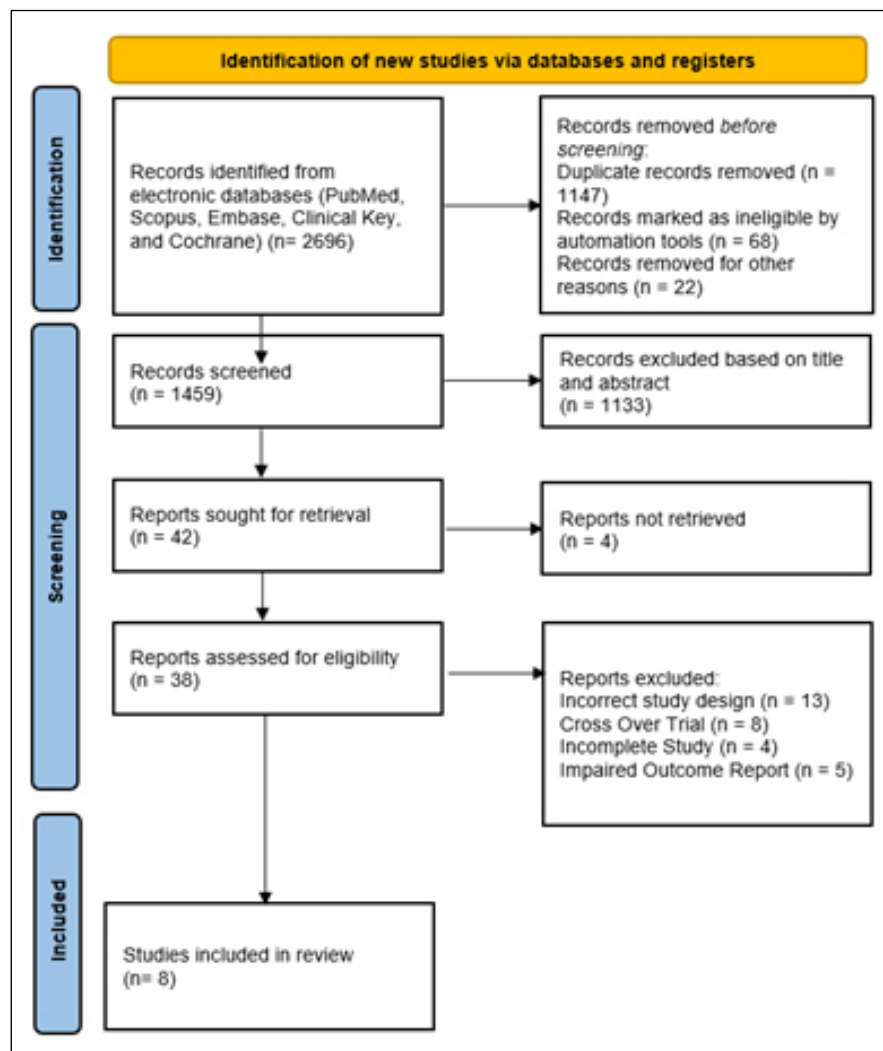 Identification of new studies via databases and registers
Identification
Records identified from
electronic databases (PubMed,
Scopus, Embase, Clinical Key,
and Cochrane) (n= 2696)
Records removed before
screening:
Duplicate records removed (n =
1147)
Records marked as ineligible by
automation tools (n = 68)
Records removed for other
reasons (n = 22)
Screening
Records screened
(n = 1459)
Records excluded based on title
and abstract
(n = 1133)
Reports sought for retrieval
(n = 42)
Reports not retrieved
(n = 4)
Reports assessed for eligibility
(n = 38)
Reports excluded:
Incorrect study design (n = 13)
Cross Over Trial (n = 8)
Incomplete Study (n = 4)
Impaired Outcome Report (n = 5)
Included
Studies included in review
(n= 8)